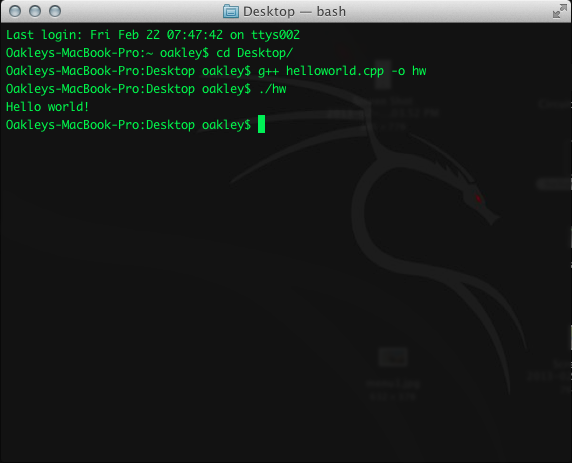 Desktop — bash
Last login: Fri Feb 22 07:47:42 on ttys002
Oakleys-MacBook-Pro:~ oakley$ cd Desktop/
Oakleys-MacBook-Pro:Desktop oakley$ g++ helloworld.cpp -o hw
Oakleys-MacBook-Pro:Desktop oakley$ ./hw
Hello world!
Oakleys-MacBook-Pro:Desktop oakley$